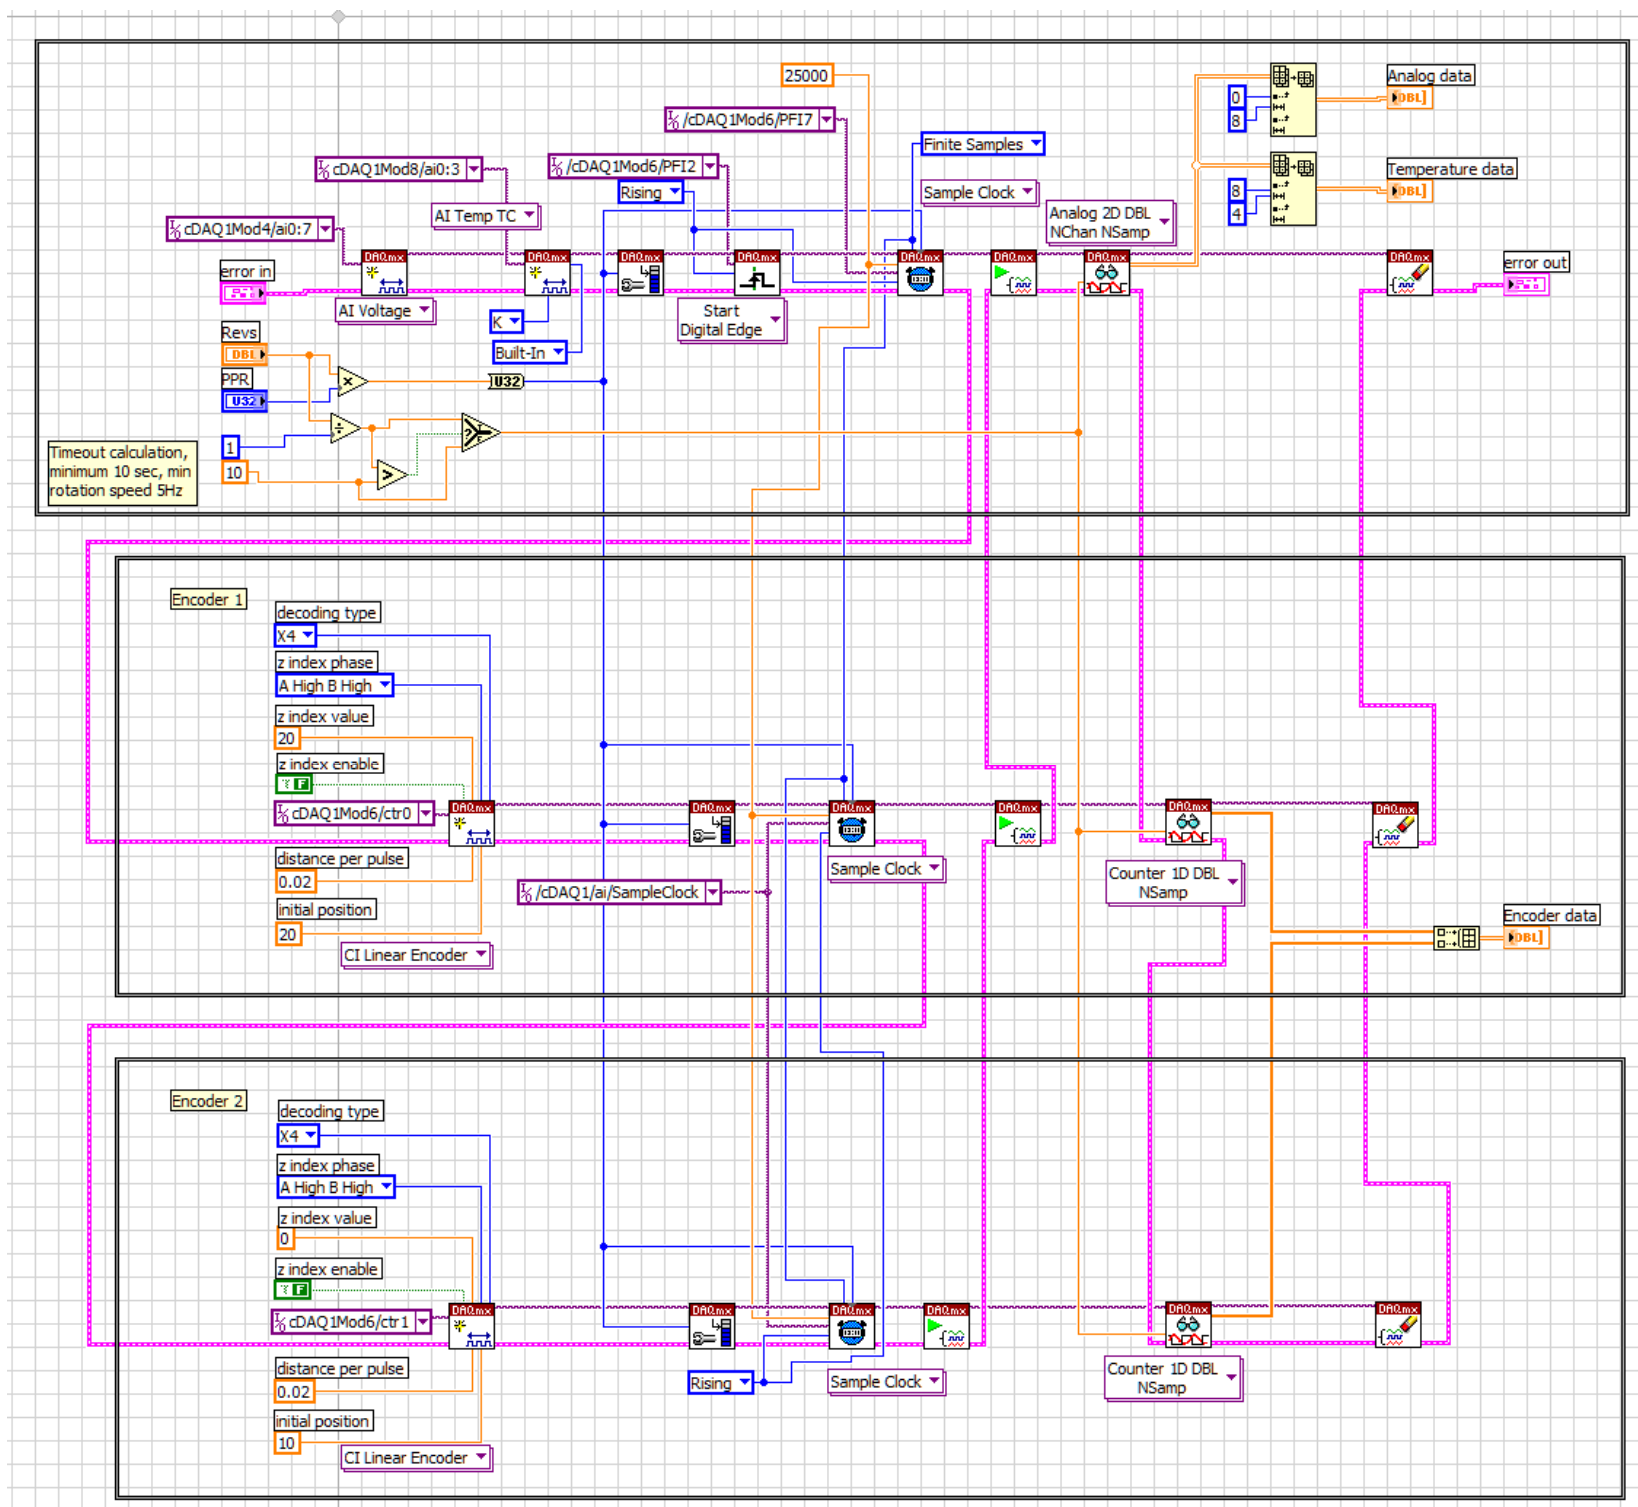 25000
Analog data
0
DBL]
8
/cDAQ1Mod6/PFI7
Finite Samples
cDAQ1Mod8/ai0:3
/cDAQ1Mod6/PFI2
Temperature data
Rising
Sample Clock
8
DBL]
4
AI Temp TC
Analog 2D DBL
NChan NSamp
cDAQ1Mod4/ai0:7
DAQmx
DAQmx
DAQmx
DAQmx
DAQmx
DAQmx
DAQmx
DAQmx
error in
error out
AI Voltage
Start
Digital Edge
K
Revs
DBL
Built-In
PPR
U32
U32
1
10
Timeout calculation,
minimum 10 sec, min
rotation speed 5Hz
Encoder 1
decoding type
X4
z index phase
A High B High
z index value
20
z index enable
F
cDAQ1Mod6/ctr0
DAQmx
DAQmx
DAQmx
DAQmx
DAQmx
DAQmx
distance per pulse
0.02
Sample Clock
Counter 1D DBL
NSamp
/cDAQ1/ai/SampleClock
initial position
20
Encoder data
DBL]
CI Linear Encoder
Encoder 2
decoding type
X4
z index phase
A High B High
z index value
0
z index enable
F
cDAQ1Mod6/ctr1
DAQmx
DAQmx
DAQmx
DAQmx
DAQmx
DAQmx
distance per pulse
0.02
Rising
Sample Clock
Counter 1D DBL
NSamp
initial position
10
CI Linear Encoder